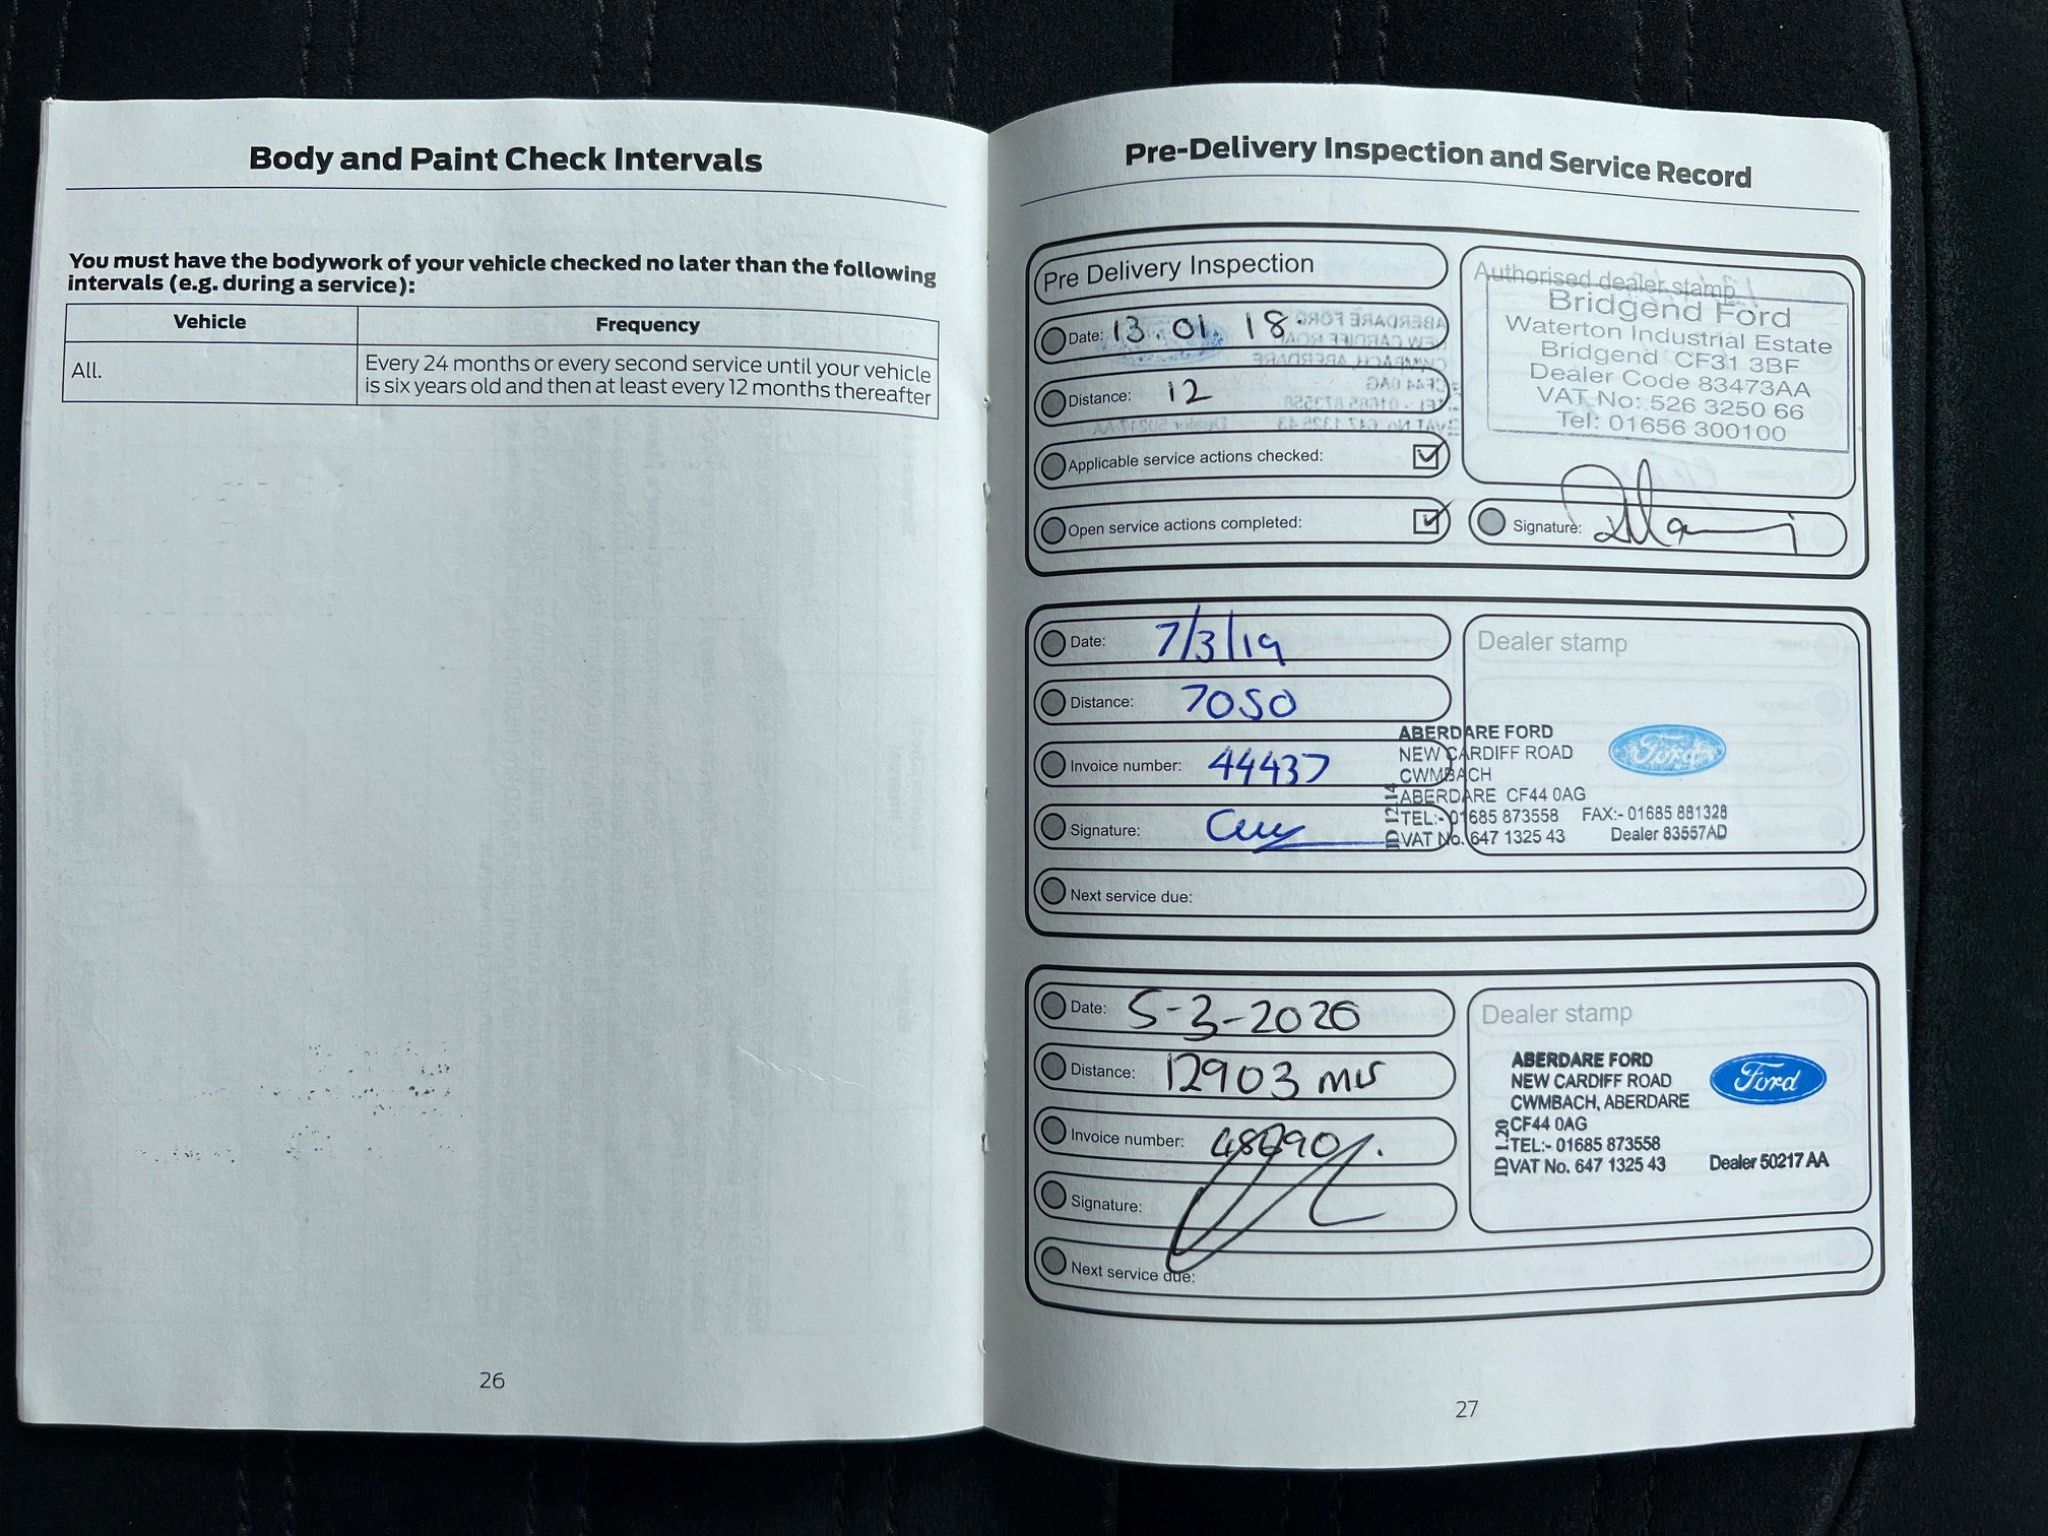 Body and Paint Check Intervals
You must have the bodywork of your vehicle checked no later than the following
intervals (e.g. during a service):
Vehicle Frequency
All. Every 24 months or every second service until your vehicle
is six years old and then at least every 12 months thereafter
26
Pre-Delivery Inspection and Service Record
Pre Delivery Inspection
Date: 13.01.18.
Distance: 12
Applicable service actions checked:
Open service actions completed:
Authorised dealer stamp
Bridgend Ford
Waterton Industrial Estate
Bridgend CF31 3BF
Dealer Code 83473AA
VAT No: 526 3250 66
Tel: 01656 300100
Signature:
Date: 7/3/19
Distance: 7050
Invoice number: 44437
Signature:
Next service due:
Dealer stamp
ABERDARE FORD
NEW CARDIFF ROAD
CWMBACH
ABERDARE CF44 0AG
TEL:- 01685 873558 FAX:- 01685 881328
VAT No. 647 1325 43 Dealer 83557AD
ID 12.14
Ford
Date: 5-3-2020
Distance: 12903 mls
Invoice number:
Signature:
Next service due:
Dealer stamp
ABERDARE FORD
NEW CARDIFF ROAD
CWMBACH, ABERDARE
CF44 0AG
TEL:- 01685 873558
VAT No. 647 1325 43 Dealer 50217 AA
ID 1.20
Ford
27